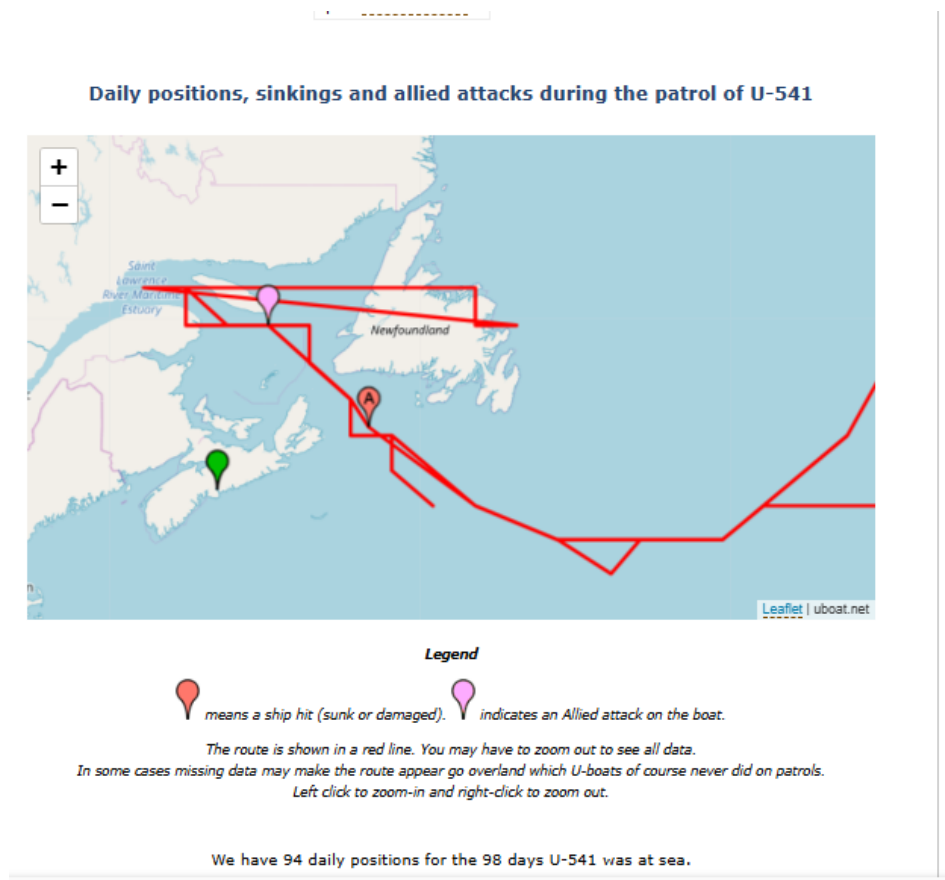 Daily positions, sinkings and allied attacks during the patrol of U-541
+
−
Saint
Lawrence
River Maritime
Estuary
Newfoundland
A
Leaflet | uboat.net
Legend
means a ship hit (sunk or damaged). indicates an Allied attack on the boat.
The route is shown in a red line. You may have to zoom out to see all data.
In some cases missing data may make the route appear go overland which U-boats of course never did on patrols.
Left click to zoom-in and right-click to zoom out.
We have 94 daily positions for the 98 days U-541 was at sea.